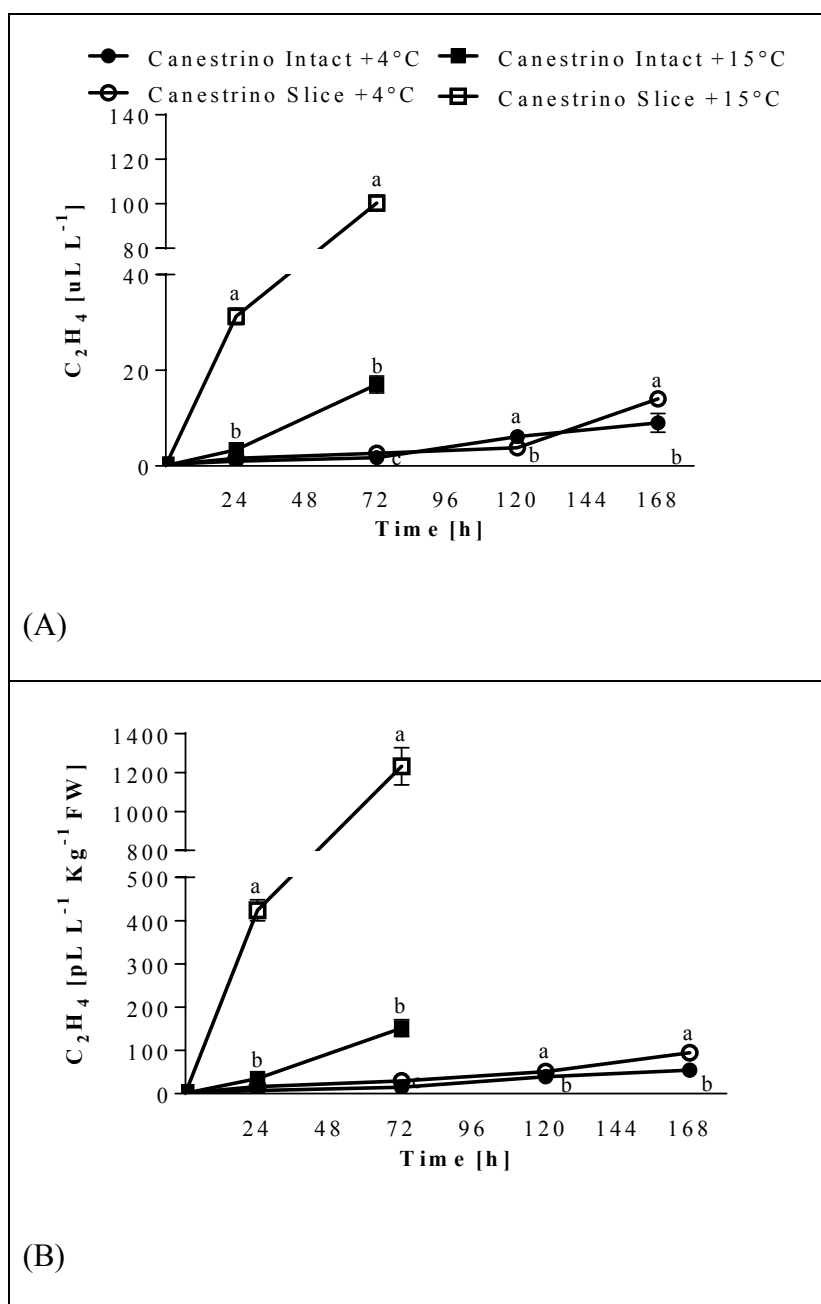 Canestrino Intact +4°C Canestrino Intact +15°C
Canestrino Slice +4°C Canestrino Slice +15°C
C₂H₄ [uL L⁻¹]
140
120
a
100
80
40
a
20
b
a
b
a
c
b
b
0
24 48 72 96 120 144 168
Time [h]
(A)
C₂H₄ [pL L⁻¹ Kg⁻¹ FW]
1400
a
1200
1000
800
500
a
400
300
200
b
100
b
a
a
c
b
b
0
24 48 72 96 120 144 168
Time [h]
(B)